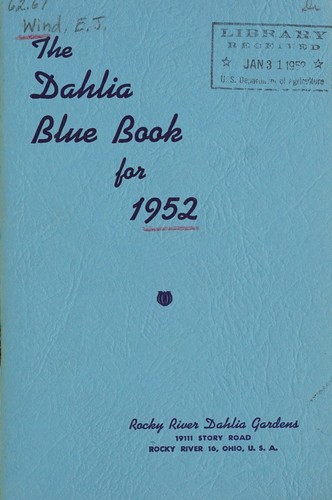 62.67
Wind, E.J.
LIBRARY
RECEIVED
☆ JAN 31 1952 ☆
U. S. Department of Agriculture
The
Dahlia
Blue Book
for
1952
Rocky River Dahlia Gardens
19111 STORY ROAD
ROCKY RIVER 16, OHIO, U. S. A.